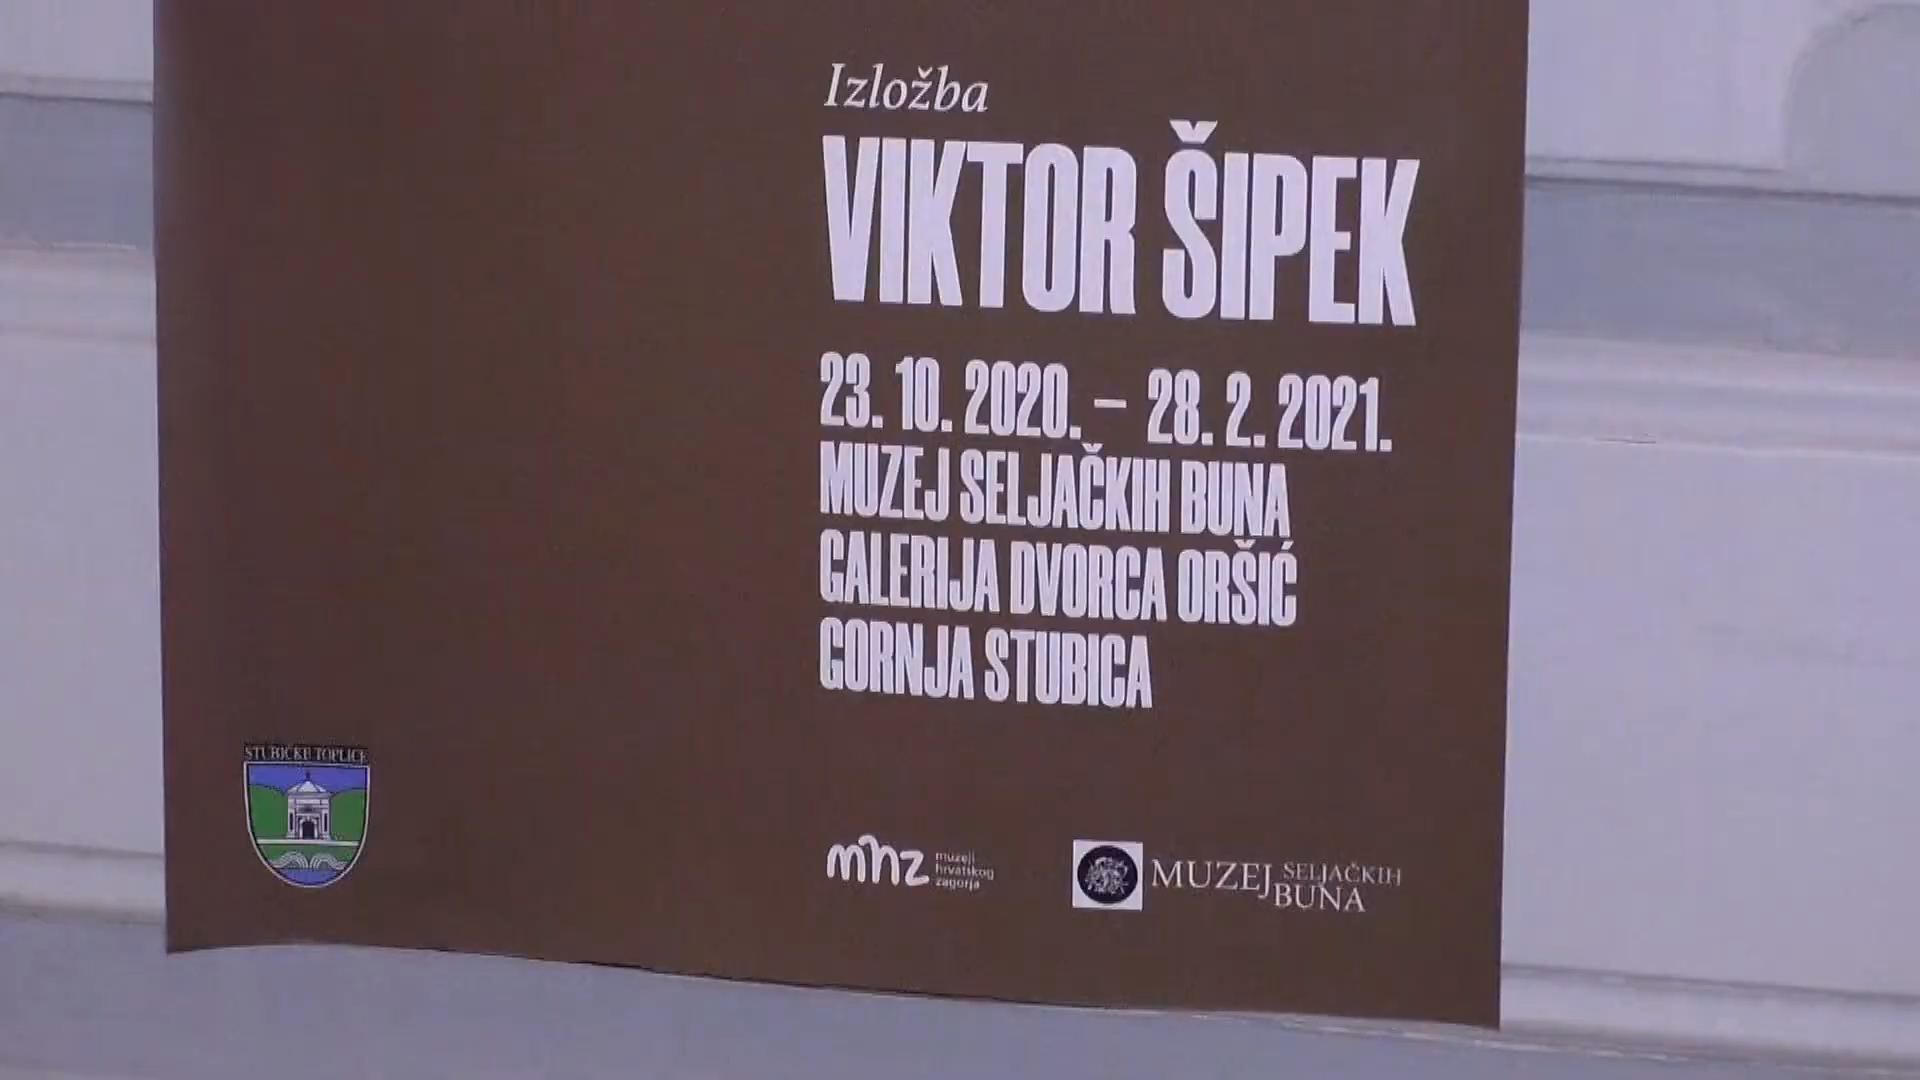 Izložba
VIKTOR ŠIPEK
23. 10. 2020. – 28. 2. 2021.
MUZEJ SELJAČKIH BUNA
GALERIJA DVORCA ORŠIĆ
GORNJA STUBICA
STUBIČKE TOPLICE
mhz
muzeji
hrvatskog
zagorja
MUZEJ SELJAČKIH
BUNA